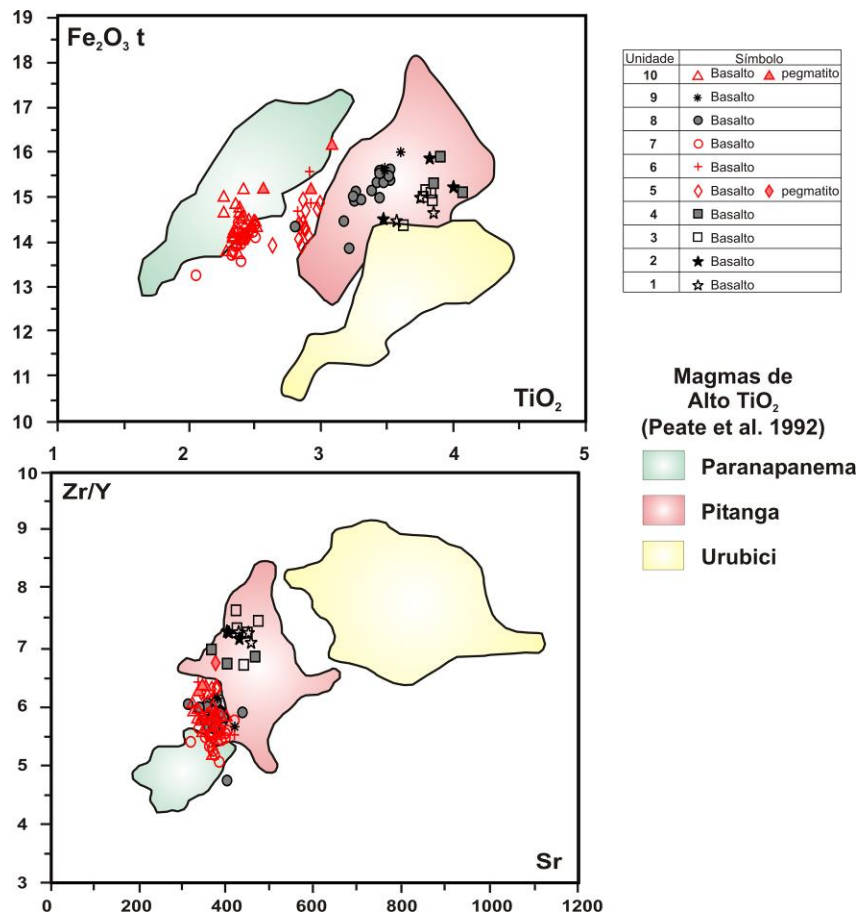 Fe₂O₃ t
19
18
17
16
15
14
13
12
11
10
TiO₂
1 2 3 4 5
Zr/Y
10
9
8
7
6
5
4
3
Sr
0 200 400 600 800 1000 1200
Unidade Símbolo
10 Basalto pegmatito
9 Basalto
8 Basalto
7 Basalto
6 Basalto
5 Basalto pegmatito
4 Basalto
3 Basalto
2 Basalto
1 Basalto
Magmas de
Alto TiO₂
(Peate et al. 1992)
Paranapanema
Pitanga
Urubici